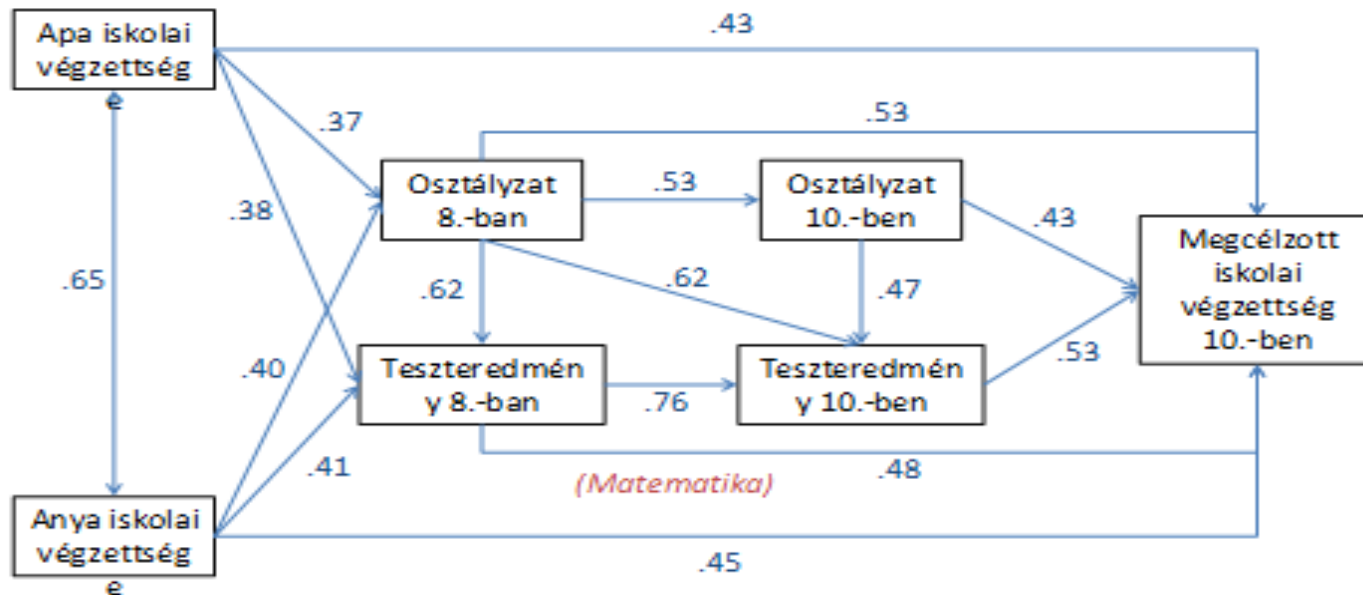 Apa iskolai
végzettség
e
.43
.37
.53
Osztályzat
8.-ban
.53
Osztályzat
10.-ben
.38
.43
Megcélzott
iskolai
végzettség
10.-ben
.65
.62
.62
.47
.40
.53
Teszteredmén
y 8.-ban
.76
Teszteredmén
y 10.-ben
.41
.48
(Matematika)
Anya iskolai
végzettség
e
.45